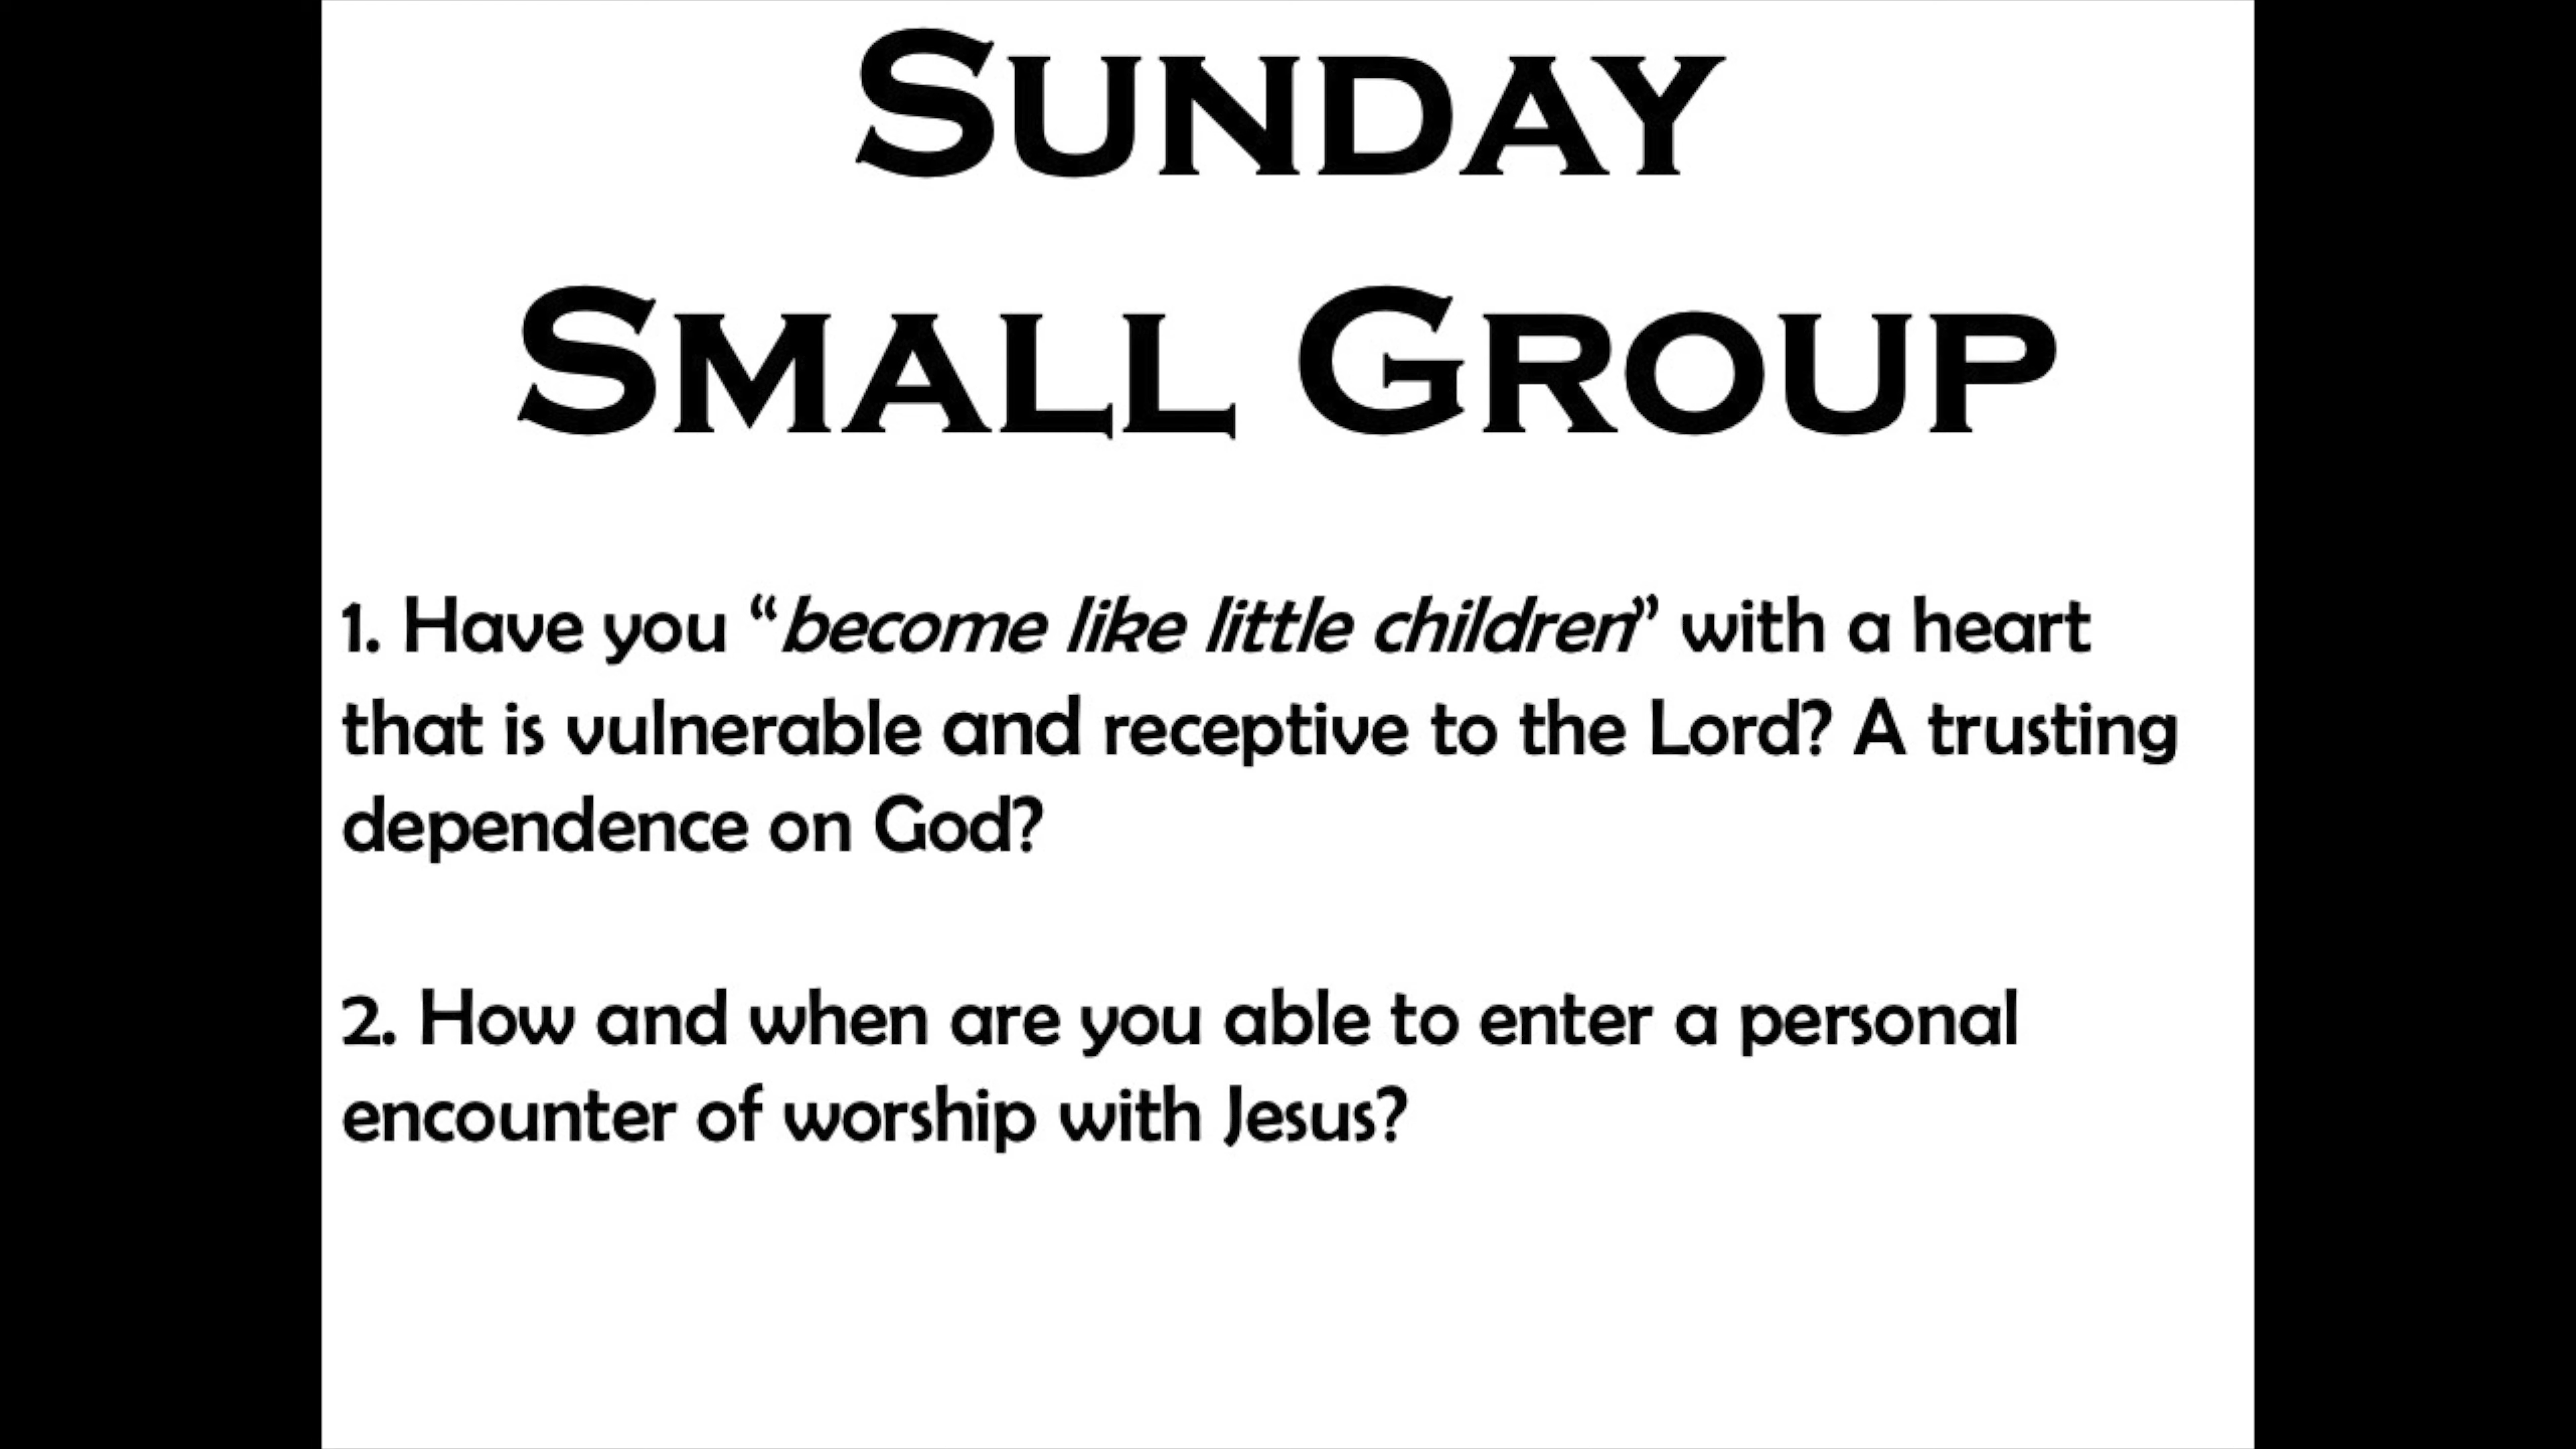 SUNDAY
SMALL GROUP
1. Have you “become like little children” with a heart
that is vulnerable and receptive to the Lord? A trusting
dependence on God?
2. How and when are you able to enter a personal
encounter of worship with Jesus?